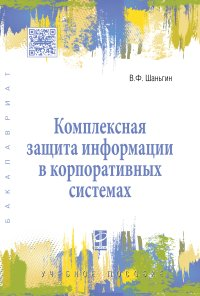 В.Ф. Шаньгин
Комплексная
защита информации
в корпоративных
системах
УЧЕБНОЕ ПОСОБИЕ
БАКАЛАВРИАТ